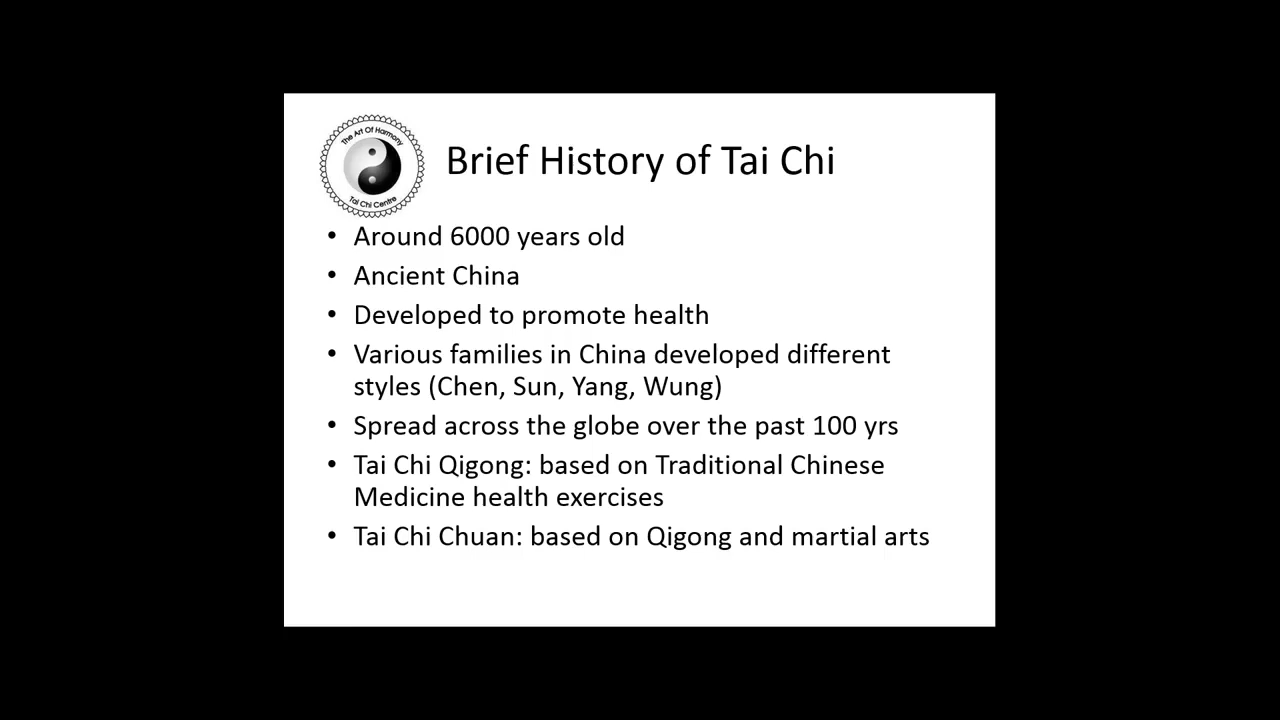 The Art Of Harmony
Tai Chi Centre
Brief History of Tai Chi
• Around 6000 years old
• Ancient China
• Developed to promote health
• Various families in China developed different
styles (Chen, Sun, Yang, Wung)
• Spread across the globe over the past 100 yrs
• Tai Chi Qigong: based on Traditional Chinese
Medicine health exercises
• Tai Chi Chuan: based on Qigong and martial arts